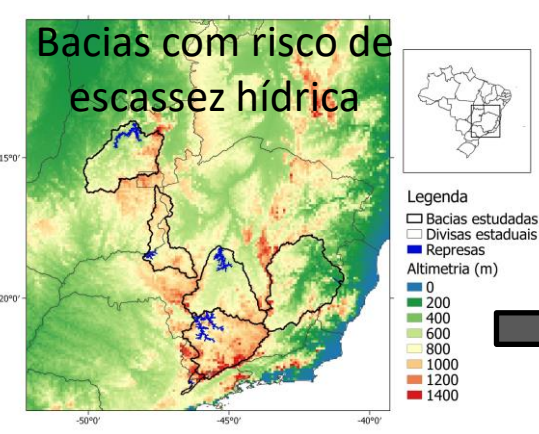 Bacias com risco de
escassez hídrica
15°0'
20°0'
-50°0'
-45°0'
-40°0'
Legenda
Bacias estudadas
Divisas estaduais
Represas
Altimetria (m)
0
200
400
600
800
1000
1200
1400